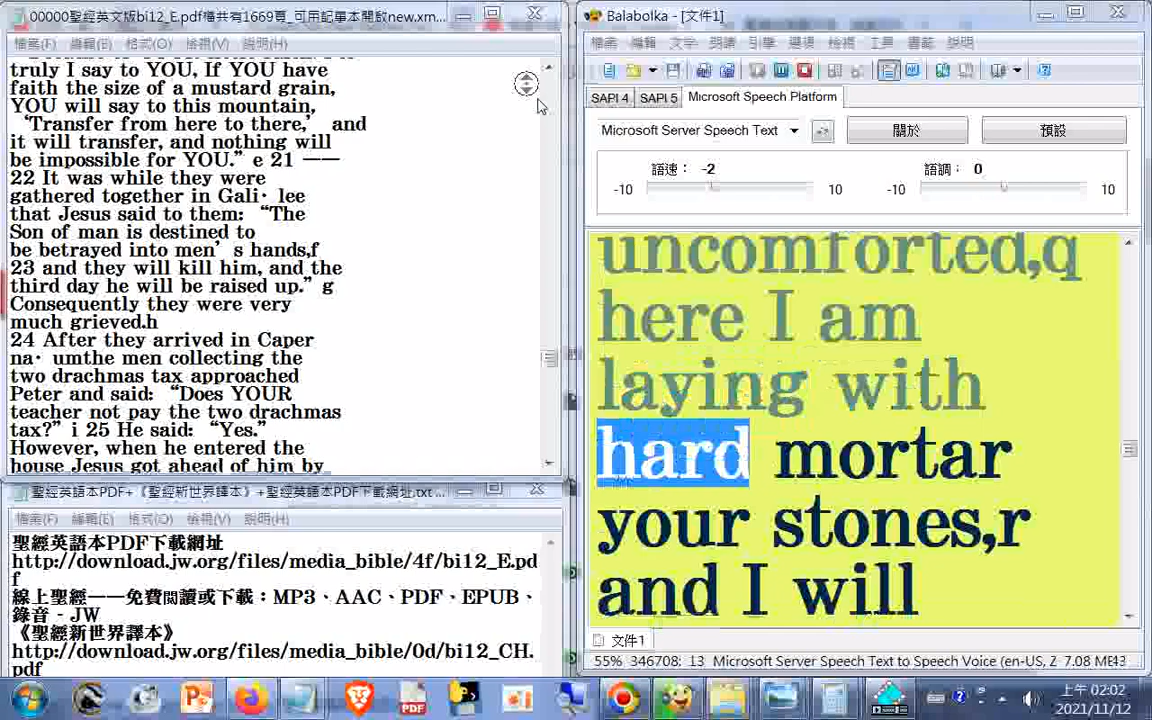 00000聖經英文版bi12_E.pdf檔共有1669頁_可用記事本開啟new.xm...
檔案(F) 編輯(E) 格式(O) 檢視(V) 說明(H)
truly I say to YOU, If YOU have
faith the size of a mustard grain,
YOU will say to this mountain,
‘Transfer from here to there,’ and
it will transfer, and nothing will
be impossible for YOU.” e 21 ——
22 It was while they were
gathered together in Gali· lee
that Jesus said to them: “The
Son of man is destined to
be betrayed into men’s hands,f
23 and they will kill him, and the
third day he will be raised up.” g
Consequently they were very
much grieved.h
24 After they arrived in Caper
na· umthe men collecting the
two drachmas tax approached
Peter and said: “Does YOUR
teacher not pay the two drachmas
tax?” i 25 He said: “Yes.”
However, when he entered the
house Jesus got ahead of him by
聖經英語本PDF+《聖經新世界譯本》+聖經英語本PDF下載網址.txt ...
檔案(F) 編輯(E) 格式(O) 檢視(V) 說明(H)
聖經英語本PDF下載網址
http://download.jw.org/files/media_bible/4f/bi12_E.pd
f
線上聖經——免費閱讀或下載：MP3、AAC、PDF、EPUB、
錄音 - JW
《聖經新世界譯本》
http://download.jw.org/files/media_bible/0d/bi12_CH.
pdf
Balabolka - [文件1]
檔案 編輯 文字 朗讀 引擎 選項 檢視 工具 書籤 說明
SAPI 4 SAPI 5 Microsoft Speech Platform
Microsoft Server Speech Text 關於 預設
語速： -2 語調： 0
-10 10 -10 10
uncomforted,q
here I am
laying with
hard mortar
your stones,r
and I will
文件1
55% 346708: 13 Microsoft Server Speech Text to Speech Voice (en-US, Z 7.08 ME43
上午 02:02
2021/11/12